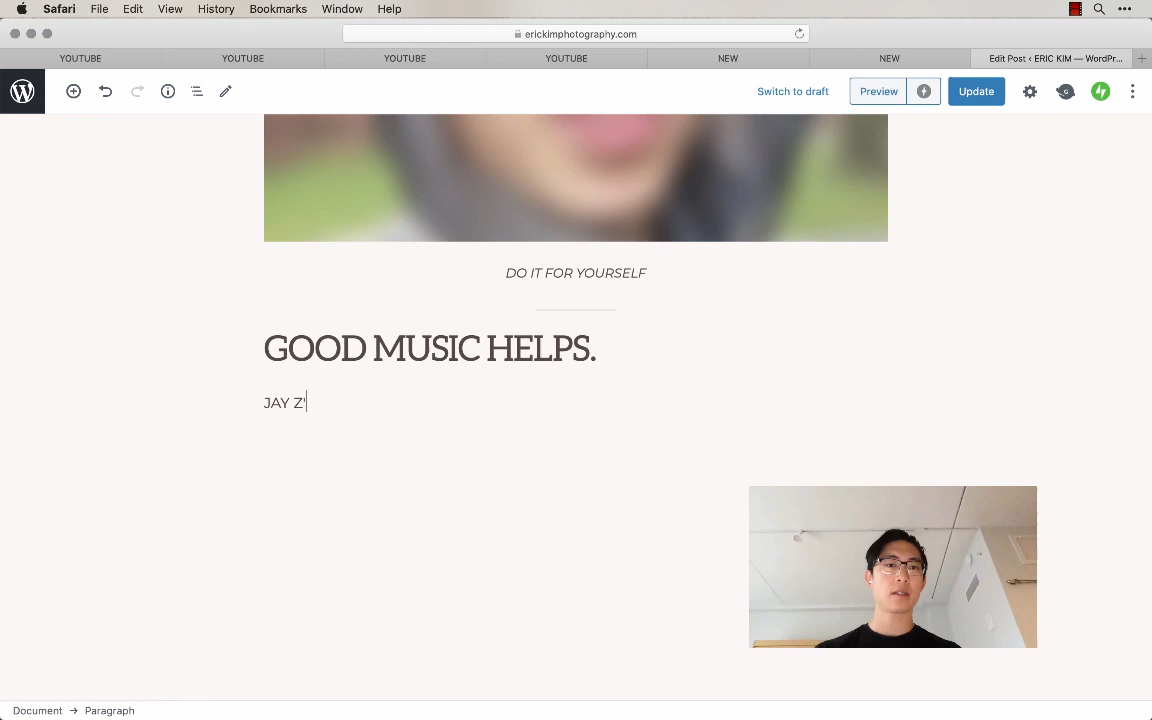 Safari File Edit View History Bookmarks Window Help
erickimphotography.com
YOUTUBE YOUTUBE YOUTUBE YOUTUBE NEW NEW Edit Post ‹ ERIC KIM — WordPr...
Switch to draft Preview Update
DO IT FOR YOURSELF
GOOD MUSIC HELPS.
JAY Z'
Document → Paragraph